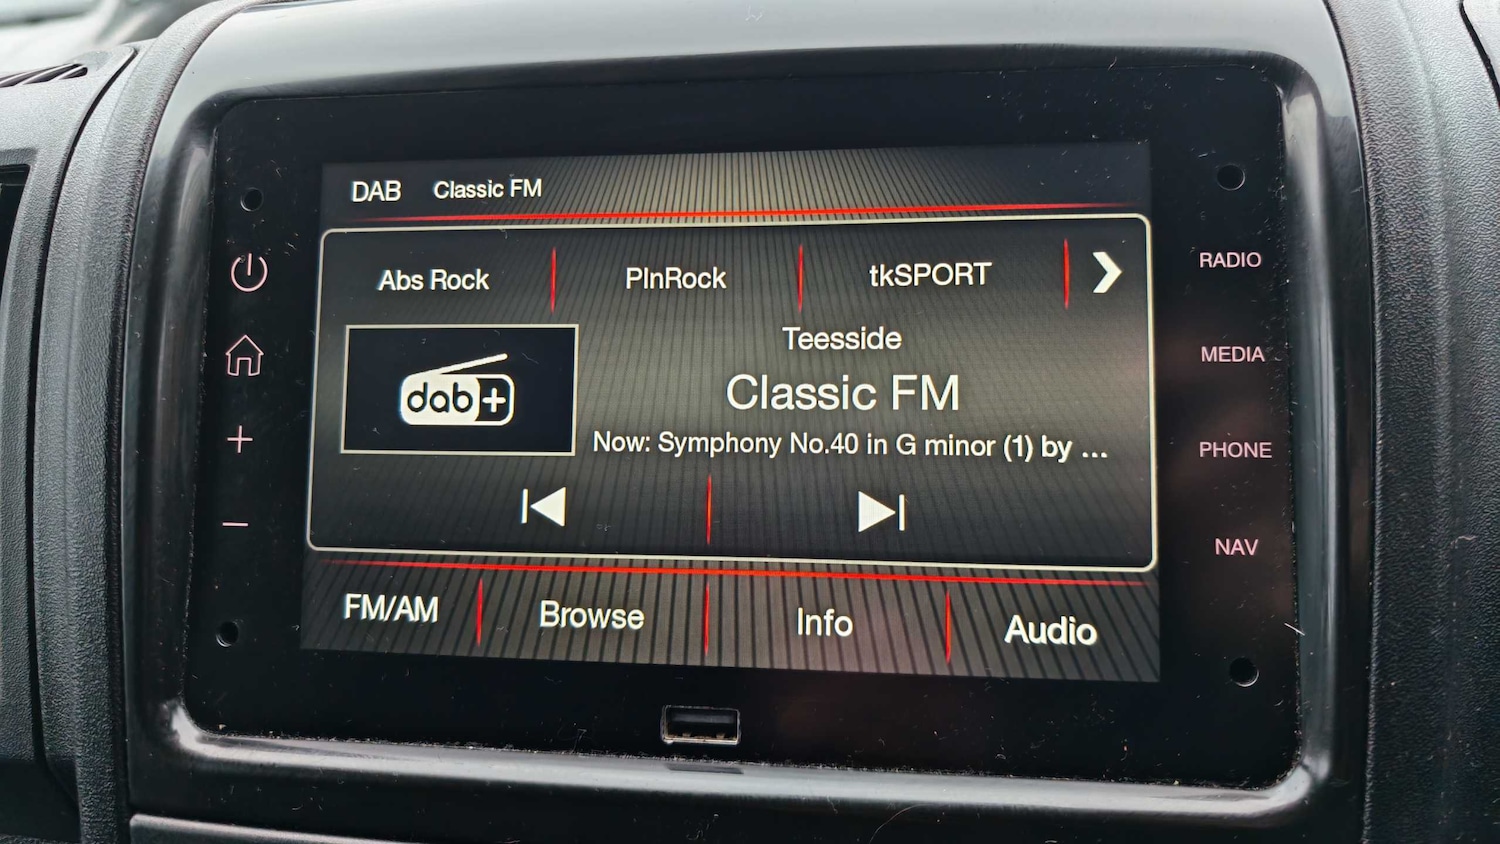 DAB Classic FM
Abs Rock PlnRock tkSPORT
Teesside
dab+
Classic FM
Now: Symphony No.40 in G minor (1) by ...
FM/AM Browse Info Audio
RADIO
MEDIA
PHONE
NAV